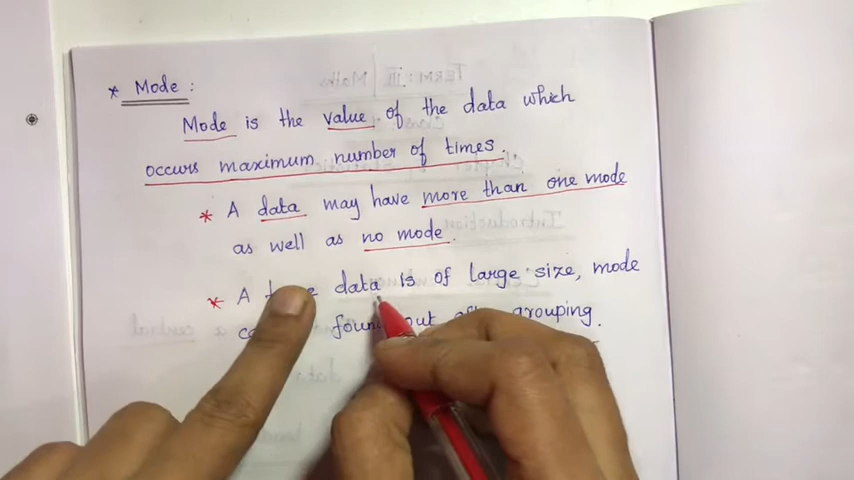 * Mode :
Mode is the value of the data which
occurs maximum number of times.
* A data may have more than one mode
as well as no mode.
* A data is of large size, mode
found out after grouping.